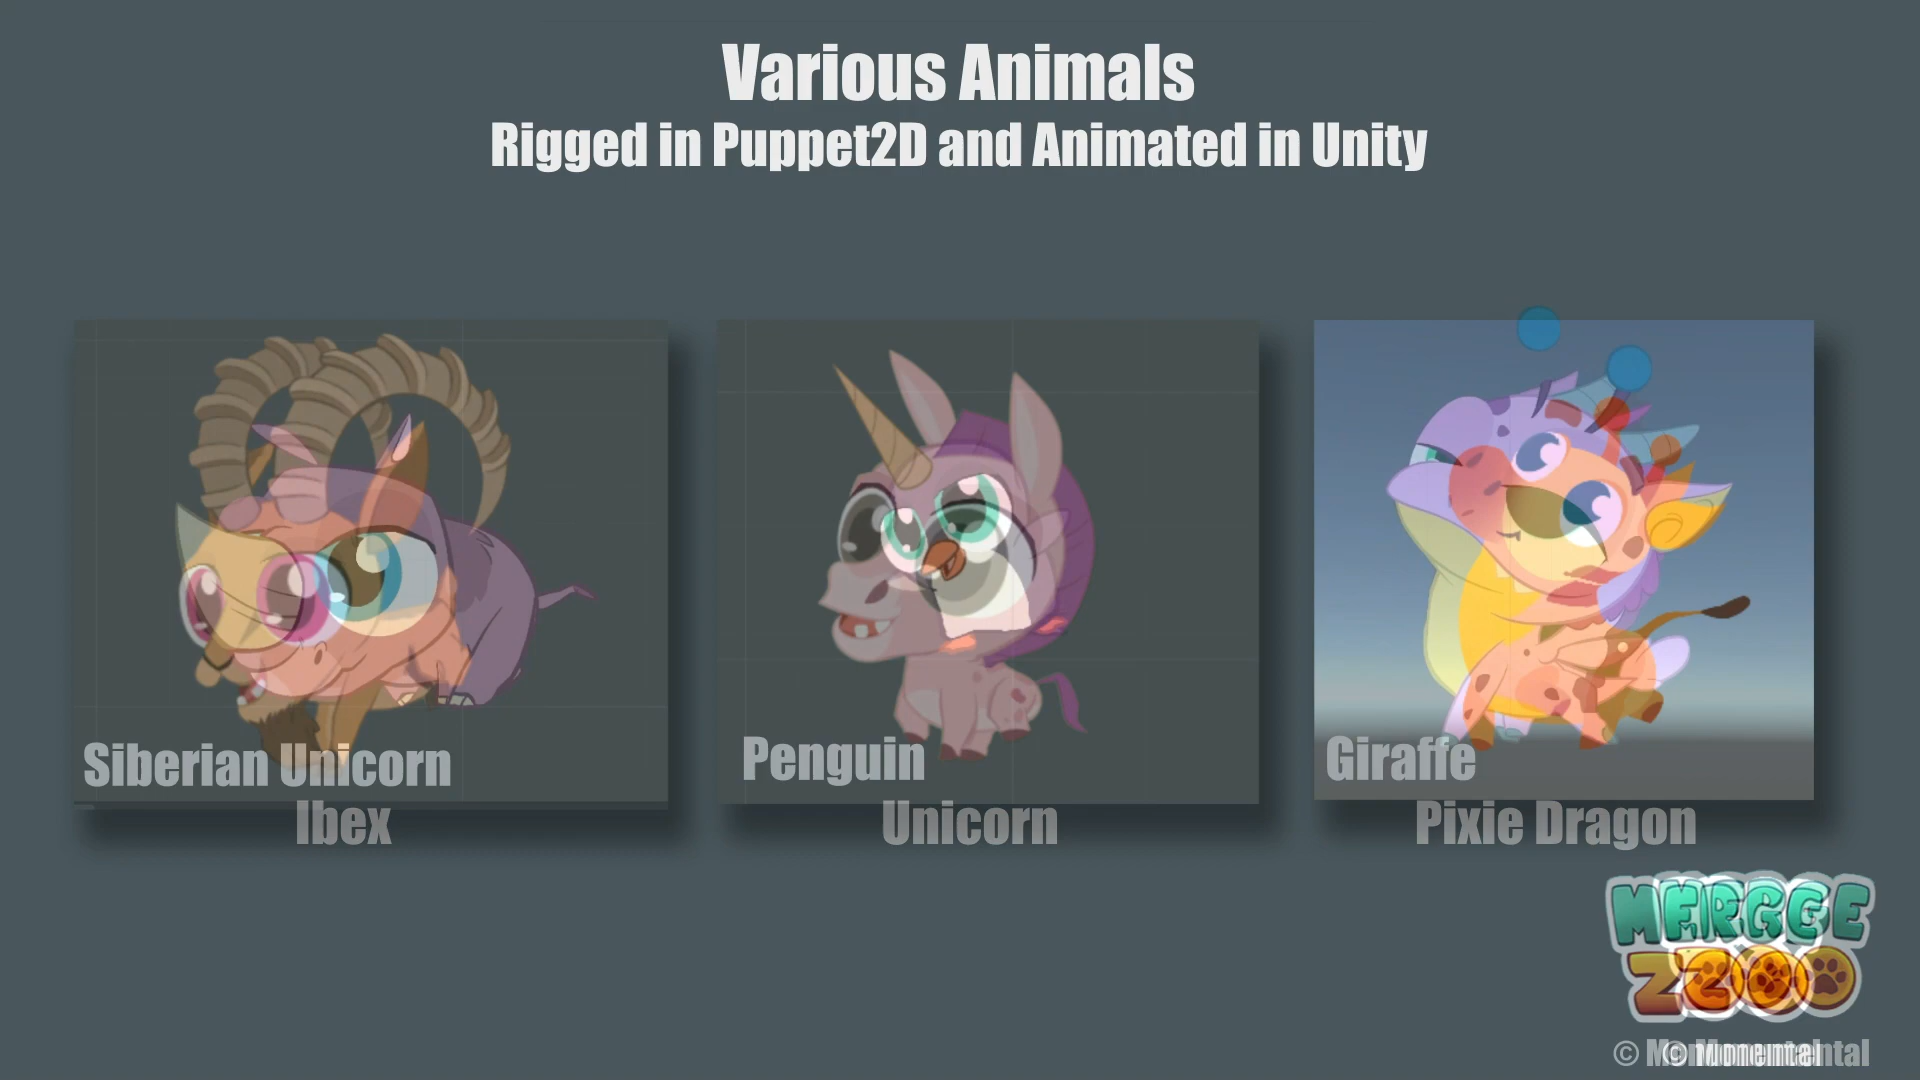 Various Animals
Rigged in Puppet2D and Animated in Unity
Siberian Unicorn
Ibex
Penguin
Unicorn
Giraffe
Pixie Dragon
MERGE
ZOO
©